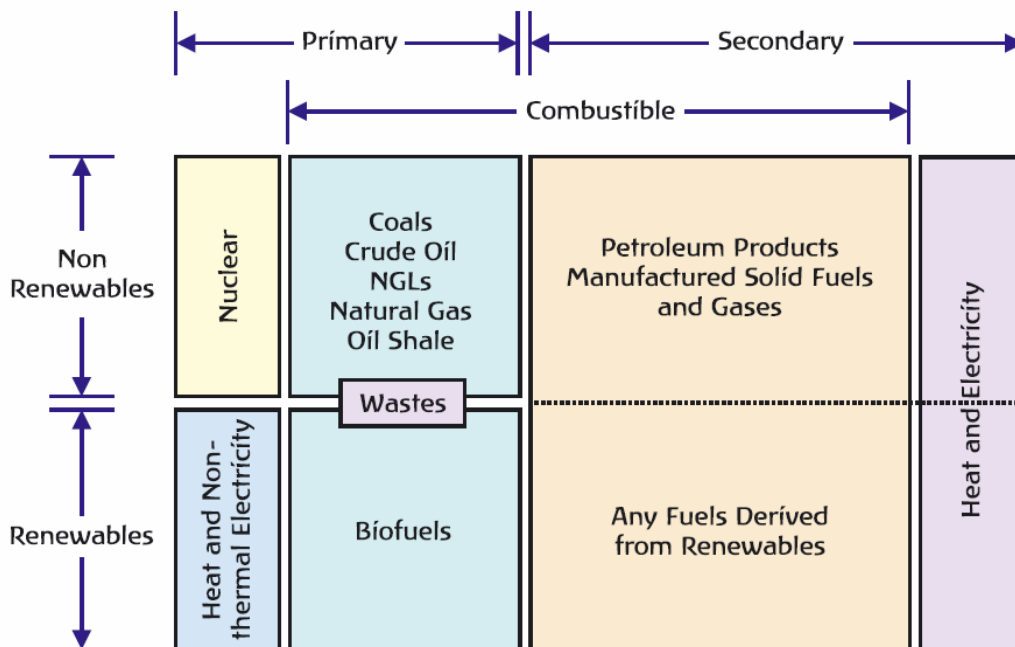 Primary
Secondary
Combustible
Non
Renewables
Nuclear
Coals
Crude Oil
NGLs
Natural Gas
Oil Shale
Petroleum Products
Manufactured Solid Fuels
and Gases
Heat and Electricity
Wastes
Renewables
Heat and Non-
thermal Electricity
Biofuels
Any Fuels Derived
from Renewables